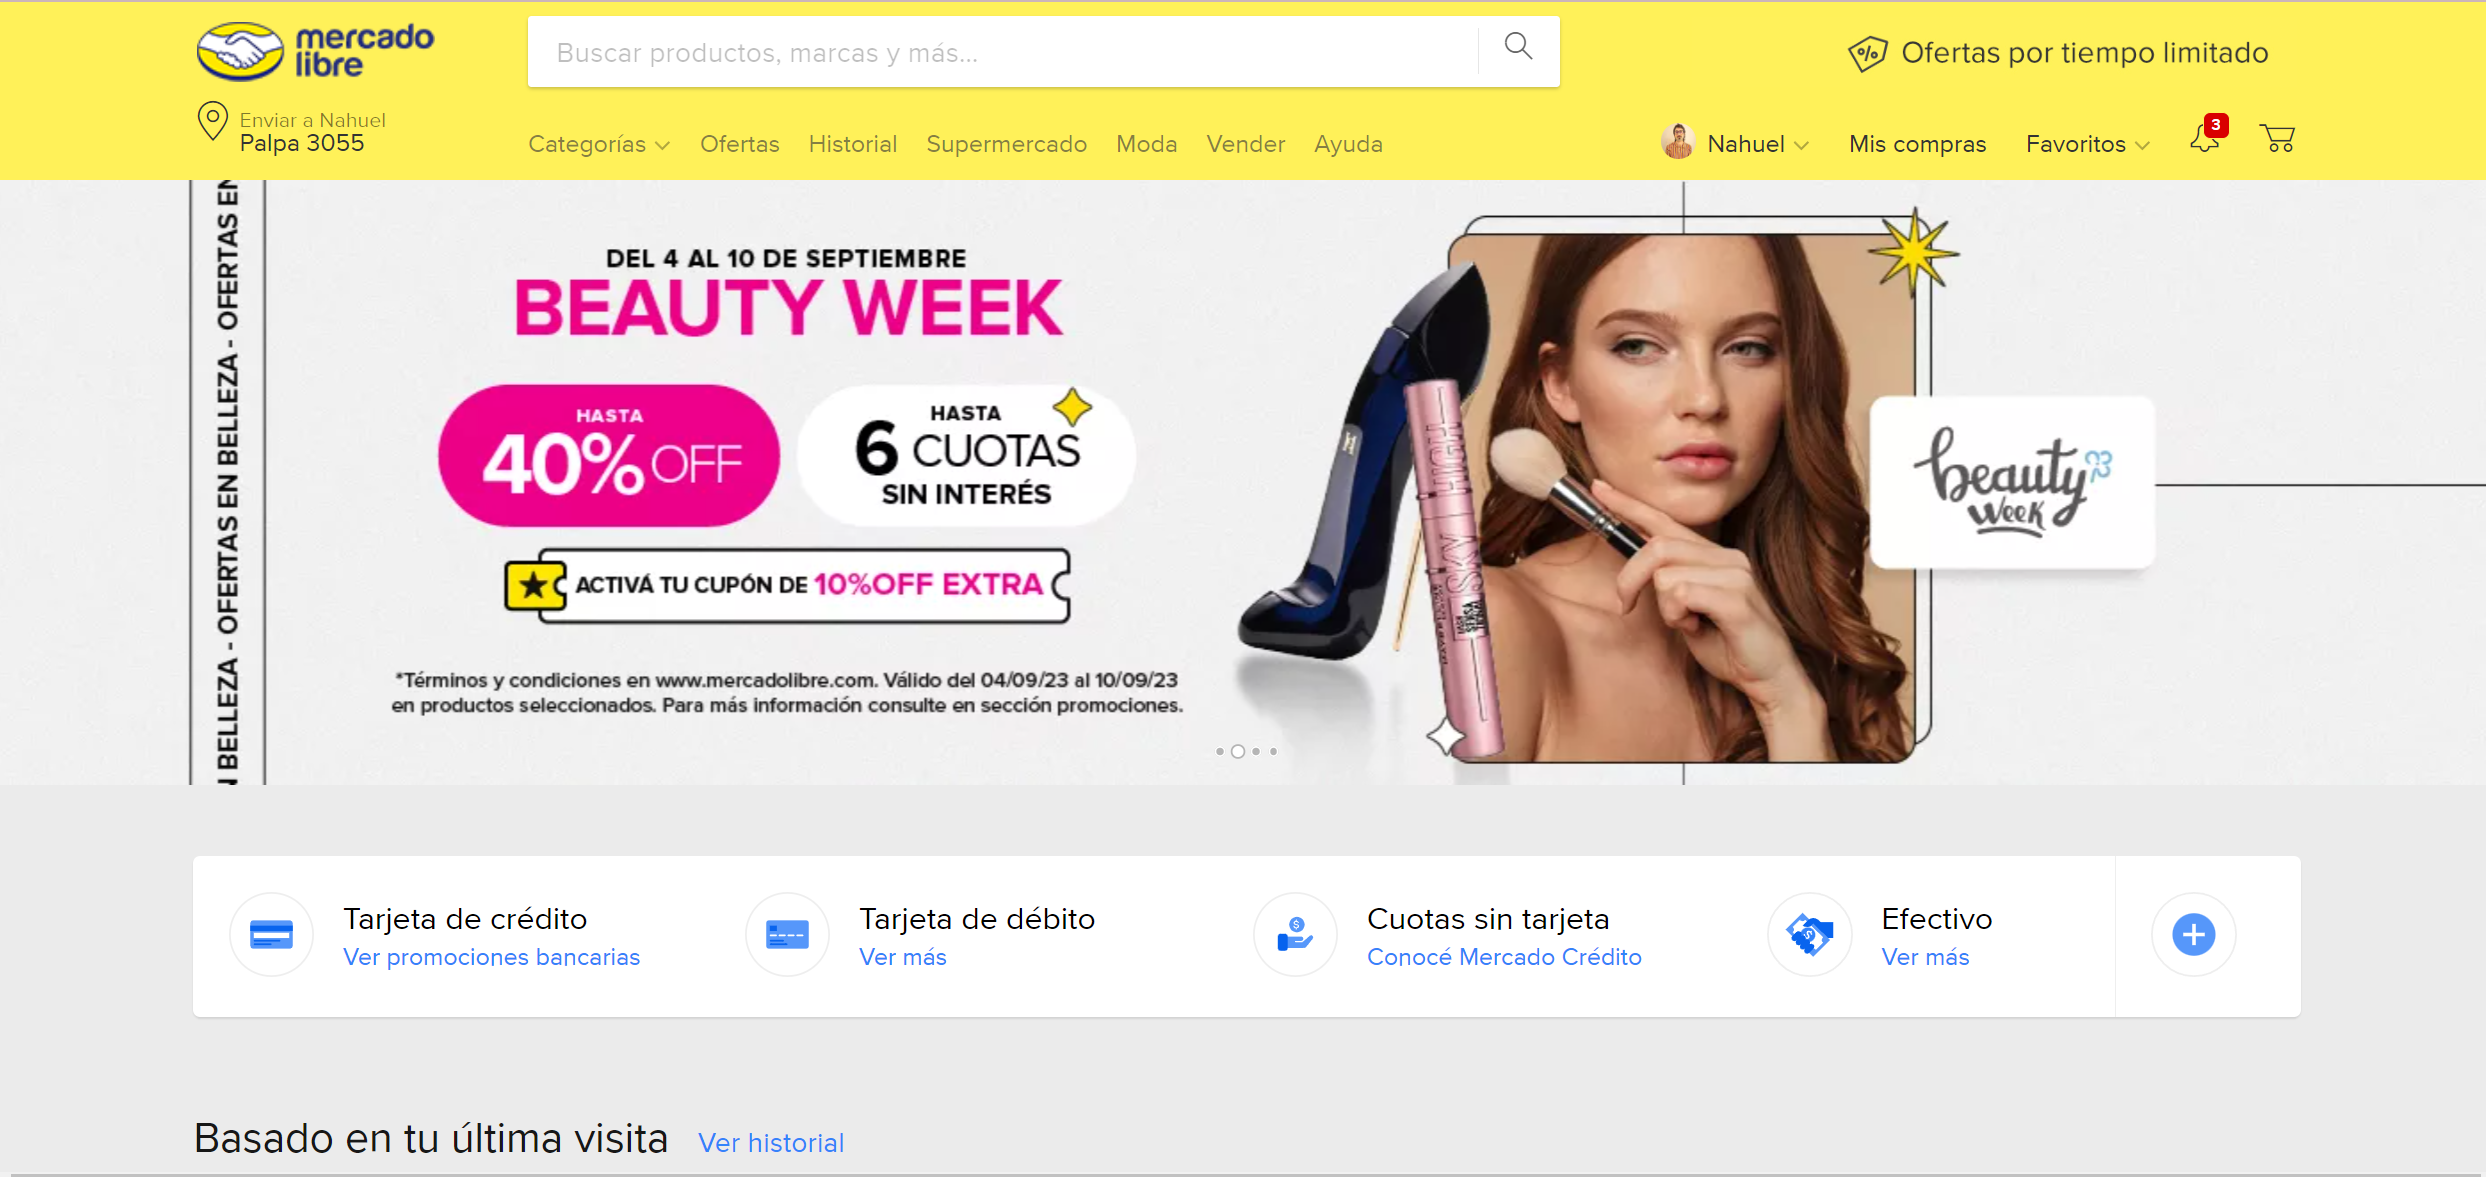 mercado
libre
Buscar productos, marcas y más...
Ofertas por tiempo limitado
Enviar a Nahuel
Palpa 3055
Categorías
Ofertas
Historial
Supermercado
Moda
Vender
Ayuda
Nahuel
Mis compras
Favoritos
3
BELLEZA - OFERTAS EN BELLEZA - OFERTAS EN
DEL 4 AL 10 DE SEPTIEMBRE
BEAUTY WEEK
HASTA
40% OFF
HASTA
6 CUOTAS
SIN INTERÉS
ACTIVÁ TU CUPÓN DE 10%OFF EXTRA
*Términos y condiciones en www.mercadolibre.com. Válido del 04/09/23 al 10/09/23
en productos seleccionados. Para más información consulte en sección promociones.
SKY HIGH
beauty
week
Tarjeta de crédito
Ver promociones bancarias
Tarjeta de débito
Ver más
Cuotas sin tarjeta
Conocé Mercado Crédito
Efectivo
Ver más
Basado en tu última visita
Ver historial